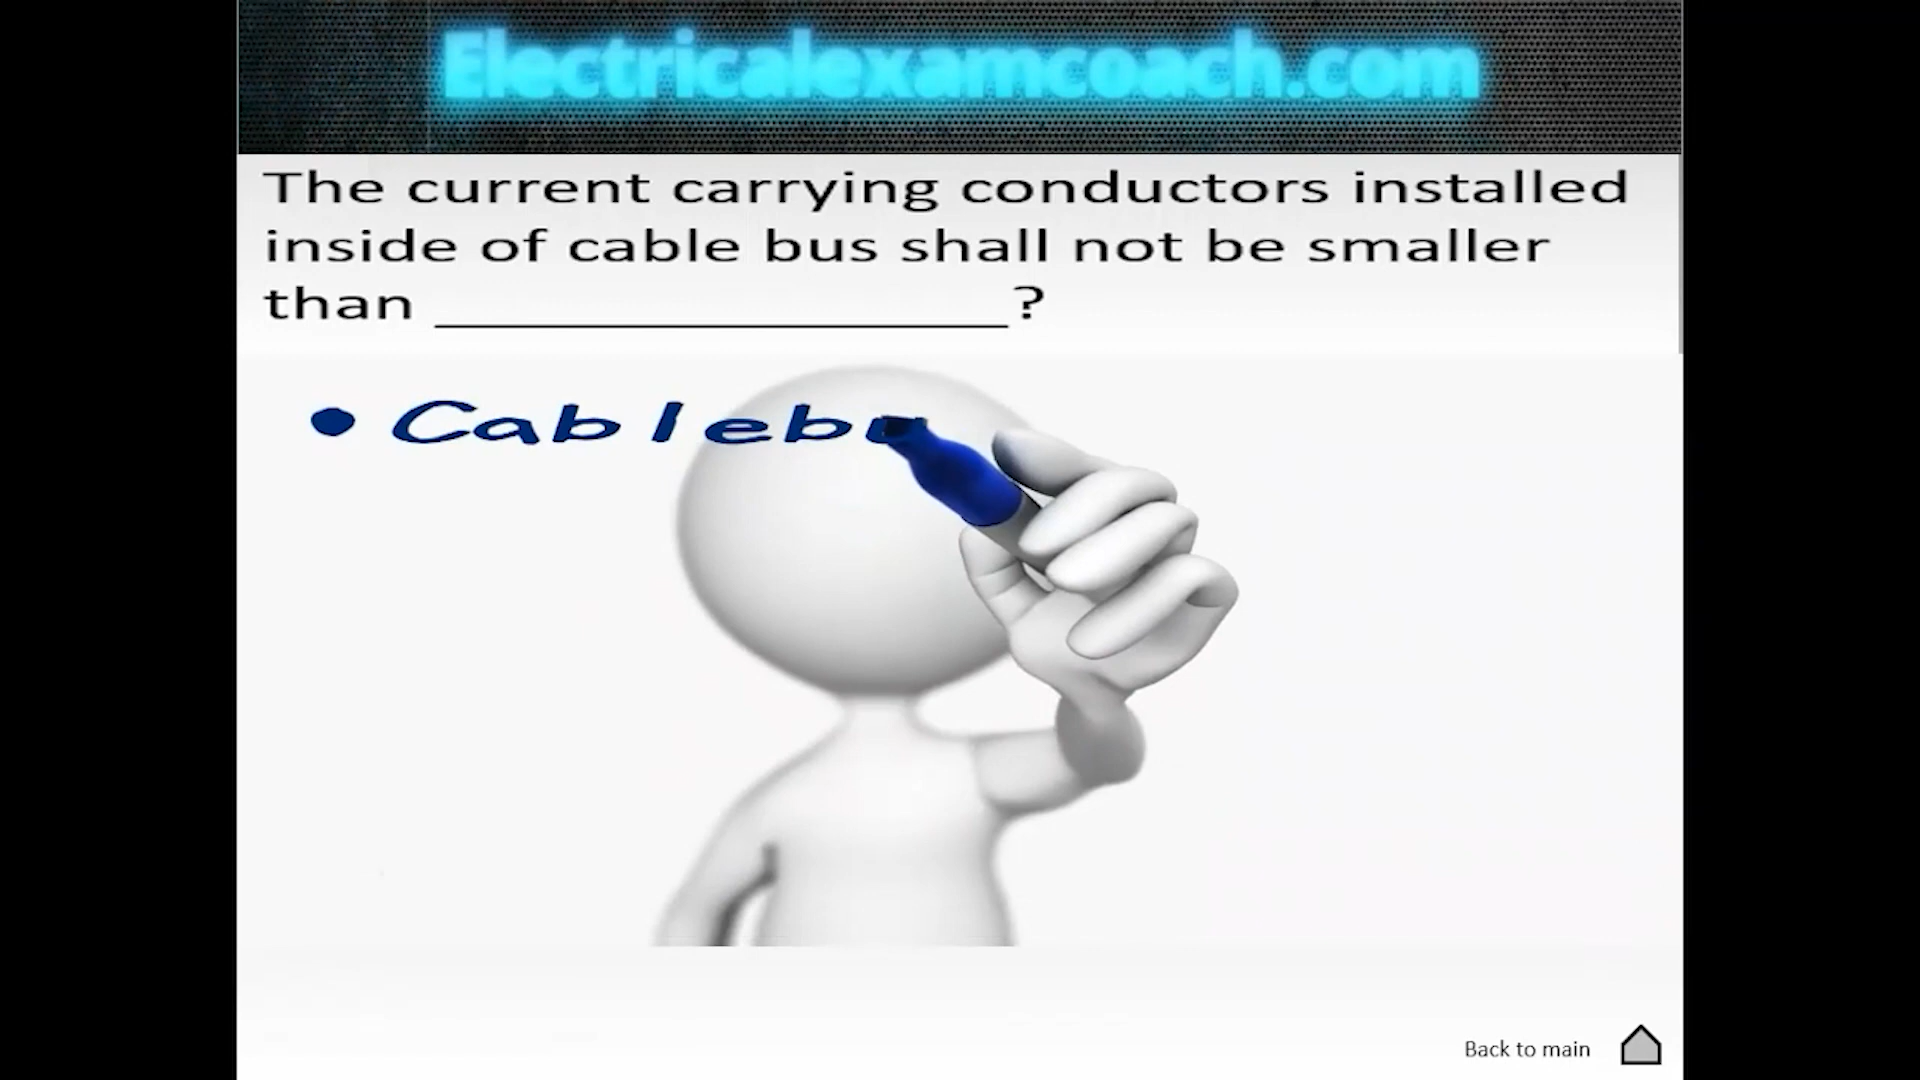 Electricalexamcoach.com
The current carrying conductors installed
inside of cable bus shall not be smaller
than ____________________?
• Cablebu
Back to main